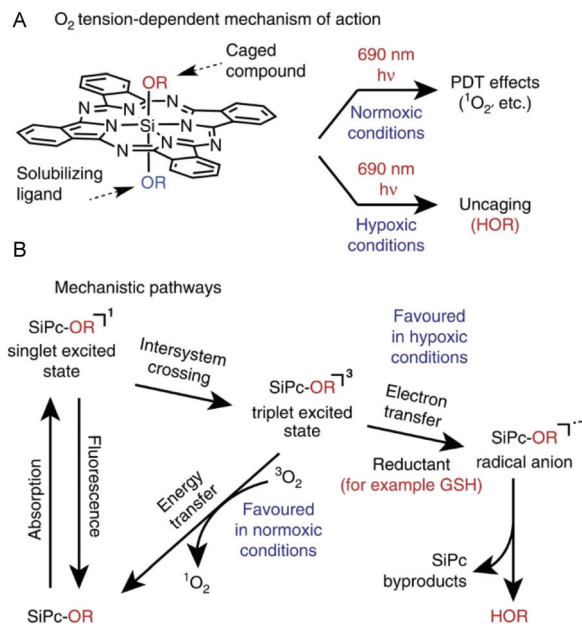 A O₂ tension-dependent mechanism of action
OR
Caged
compound
N N
N Si N
N N
N N
Solubilizing
ligand
OR
690 nm
hν
Normoxic
conditions
PDT effects
(¹O₂, etc.)
690 nm
hν
Hypoxic
conditions
Uncaging
(HOR)
B
Mechanistic pathways
SiPc-OR ⌝1
singlet excited
state
Intersystem
crossing
Favoured
in hypoxic
conditions
SiPc-OR ⌝3
triplet excited
state
Electron
transfer
Reductant
(for example GSH)
SiPc-OR ⌝·−
radical anion
Absorption
Fluorescence
Energy
transfer
³O₂
Favoured
in normoxic
conditions
¹O₂
SiPc
byproducts
SiPc-OR
HOR